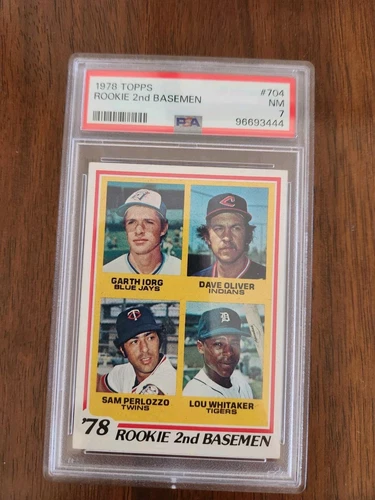 1978 TOPPS #704
ROOKIE 2nd BASEMEN NM
7
PSA 96693444
C
GARTH IORG DAVE OLIVER
BLUE JAYS INDIANS
T D
SAM PERLOZZO LOU WHITAKER
TWINS TIGERS
'78 ROOKIE 2nd BASEMEN